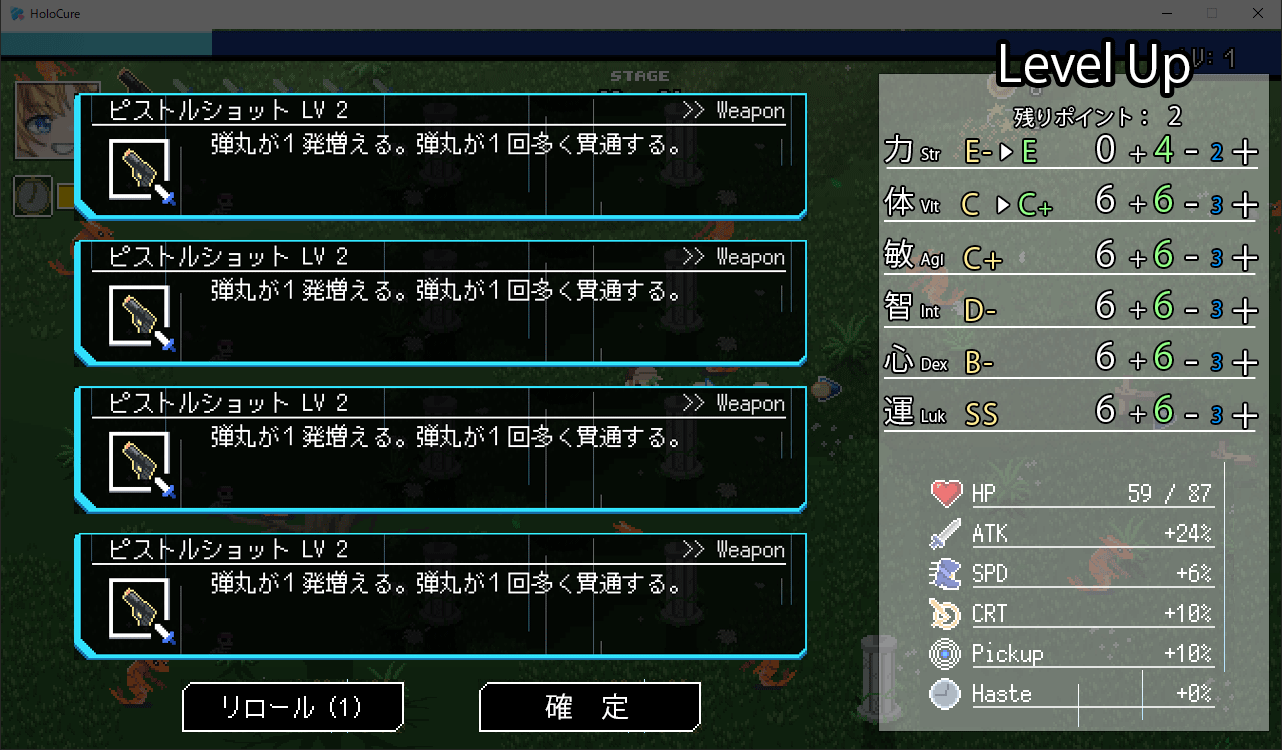 HoloCure
Level Up
LV: 1
STAGE
ピストルショット LV 2 >> Weapon
弾丸が1発増える。弾丸が1回多く貫通する。
ピストルショット LV 2 >> Weapon
弾丸が1発増える。弾丸が1回多く貫通する。
ピストルショット LV 2 >> Weapon
弾丸が1発増える。弾丸が1回多く貫通する。
ピストルショット LV 2 >> Weapon
弾丸が1発増える。弾丸が1回多く貫通する。
リロール (1)
確 定
残りポイント： 2
力 Str E- ▶ E 0 + 4 - 2 +
体 Vit C ▶ C+ 6 + 6 - 3 +
敏 Agl C+ 6 + 6 - 3 +
智 Int D- 6 + 6 - 3 +
心 Dex B- 6 + 6 - 3 +
運 Luk SS 6 + 6 - 3 +
HP 59 / 87
ATK +24%
SPD +6%
CRT +10%
Pickup +10%
Haste +0%